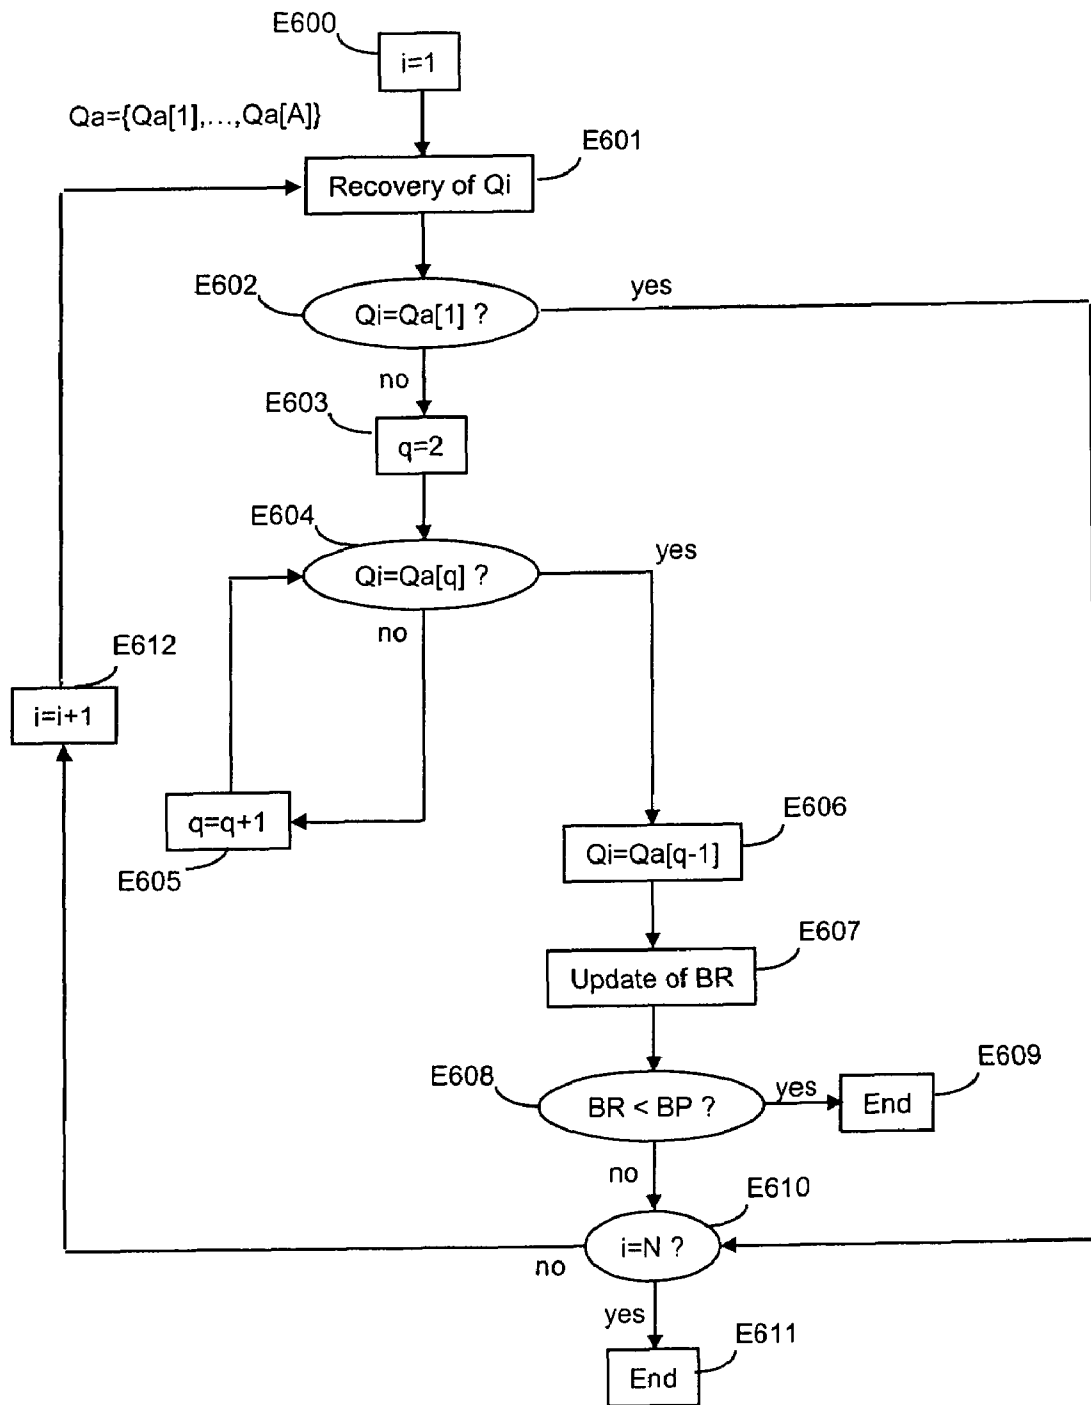 E600
i=1
Qa={Qa[1],...,Qa[A]}
E601
Recovery of Qi
E602
Qi=Qa[1] ?
yes
no
E603
q=2
E604
Qi=Qa[q] ?
yes
no
E612
i=i+1
q=q+1
E605
E606
Qi=Qa[q-1]
E607
Update of BR
E608
BR < BP ?
yes
E609
End
no
E610
i=N ?
no
yes
E611
End